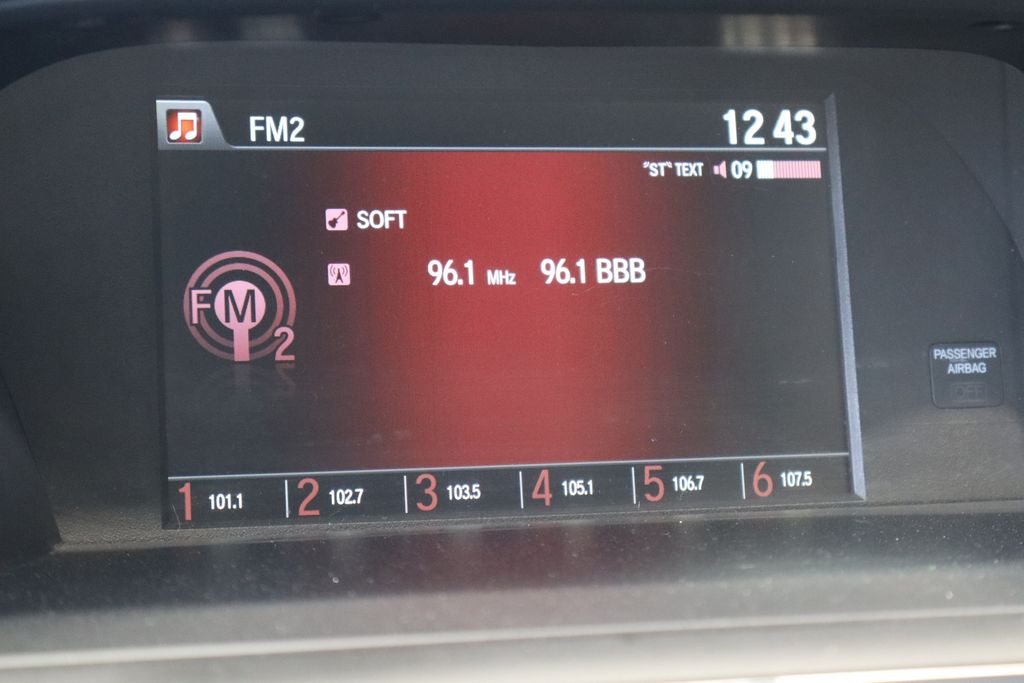 FM2
12 43
"ST" TEXT 09
SOFT
96.1 MHz 96.1 BBB
FM
2
PASSENGER
AIRBAG
OFF
1 101.1 2 102.7 3 103.5 4 105.1 5 106.7 6 107.5